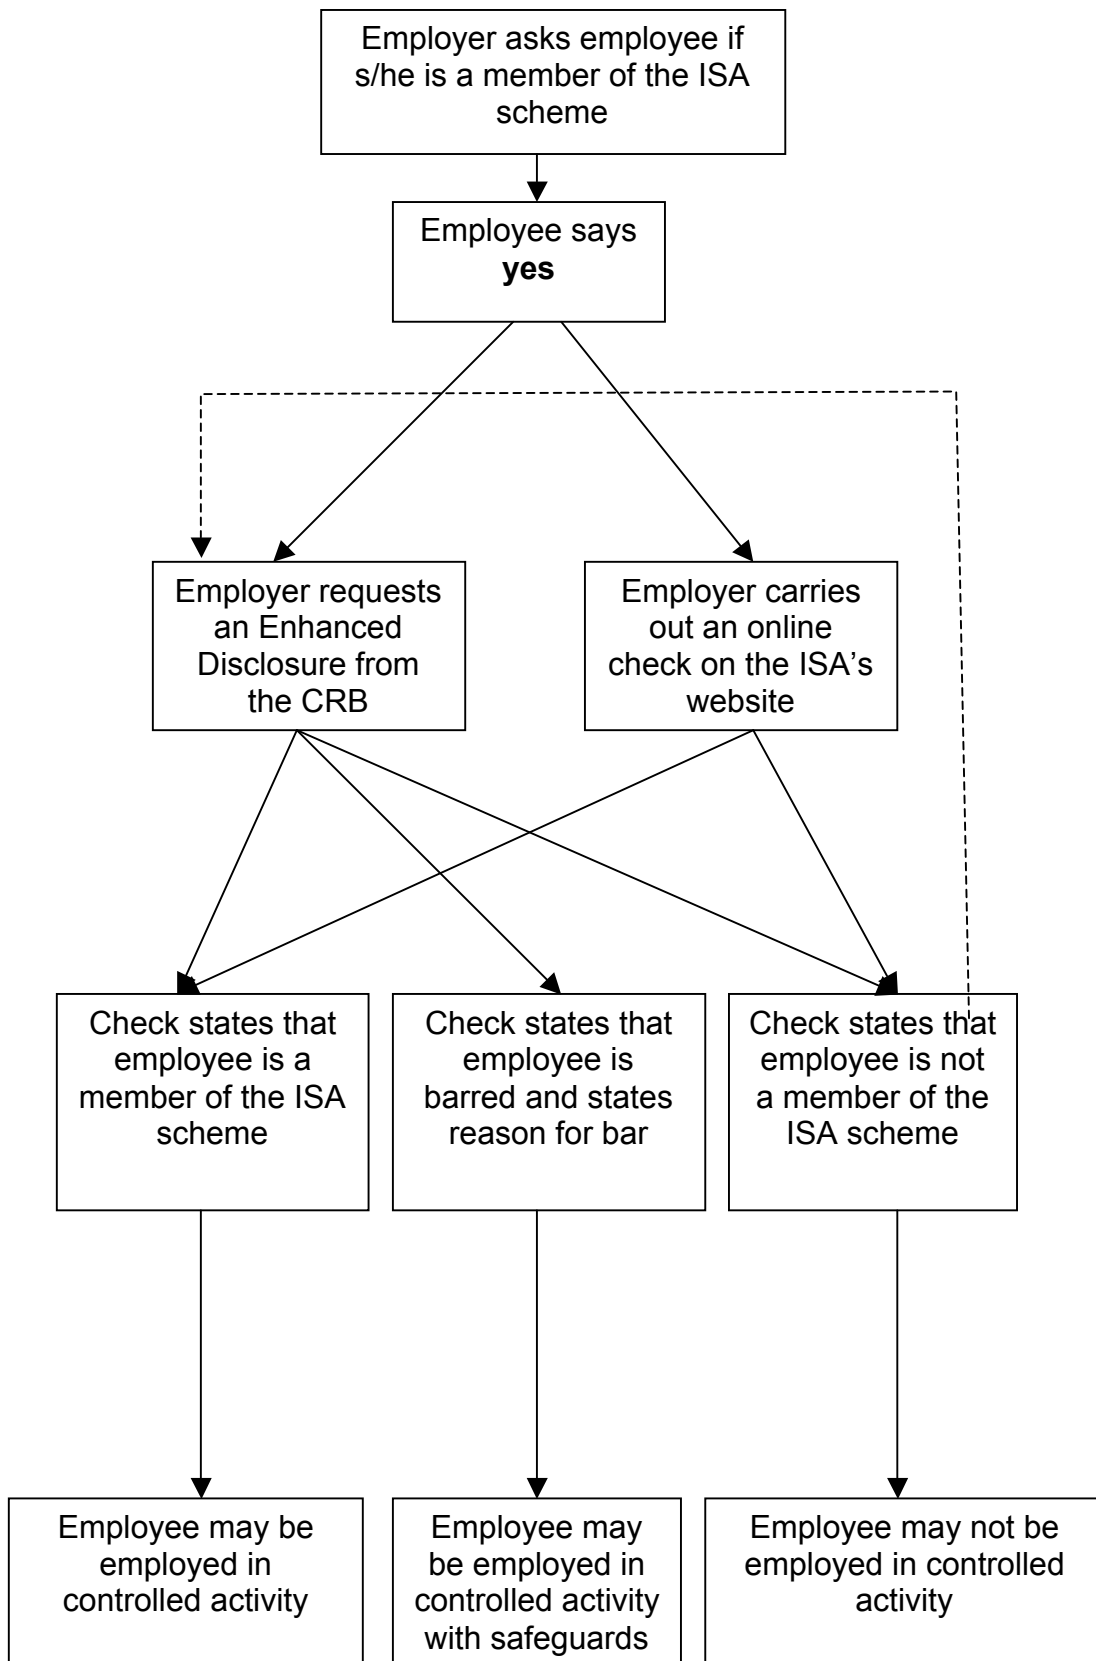 Employer asks employee if
s/he is a member of the ISA
scheme
Employee says
yes
Employer requests
an Enhanced
Disclosure from
the CRB
Employer carries
out an online
check on the ISA’s
website
Check states that
employee is a
member of the ISA
scheme
Check states that
employee is
barred and states
reason for bar
Check states that
employee is not
a member of the
ISA scheme
Employee may be
employed in
controlled activity
Employee may
be employed in
controlled activity
with safeguards
Employee may not be
employed in controlled
activity